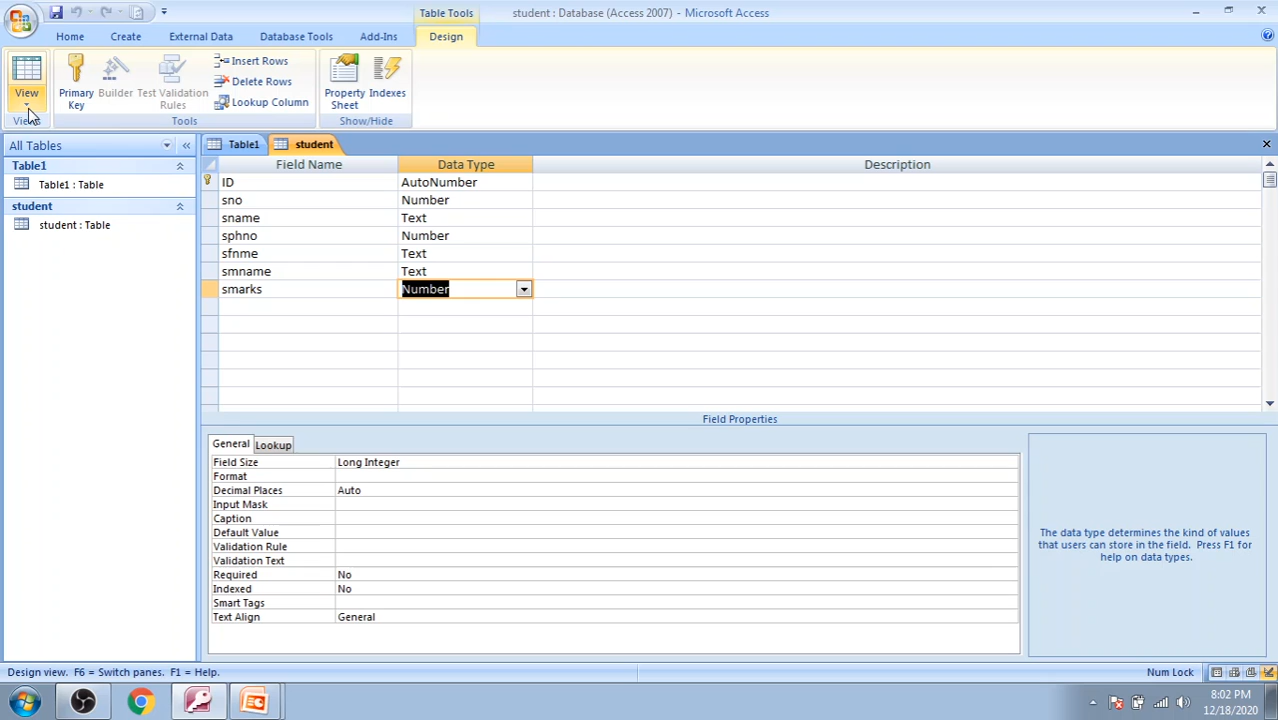 Table Tools
student : Database (Access 2007) - Microsoft Access
Home
Create
External Data
Database Tools
Add-Ins
Design
View
Primary
Key
Builder
Test Validation
Rules
Insert Rows
Delete Rows
Lookup Column
Property
Sheet
Indexes
Views
Tools
Show/Hide
All Tables
Table1
Table1 : Table
student
student : Table
Table1
student
Field Name
Data Type
Description
ID
AutoNumber
sno
Number
sname
Text
sphno
Number
sfnme
Text
smname
Text
smarks
Number
Field Properties
General
Lookup
Field Size
Long Integer
Format
Decimal Places
Auto
Input Mask
Caption
Default Value
Validation Rule
Validation Text
Required
No
Indexed
No
Smart Tags
Text Align
General
The data type determines the kind of values
that users can store in the field. Press F1 for
help on data types.
Design view. F6 = Switch panes. F1 = Help.
Num Lock
8:02 PM
12/18/2020